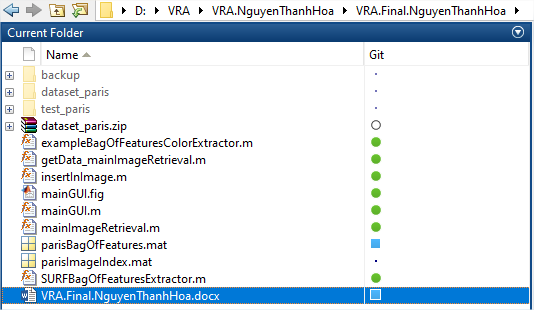 D: VRA VRA.NguyenThanhHoa VRA.Final.NguyenThanhHoa
Current Folder
Name Git
backup
dataset_paris
test_paris
dataset_paris.zip
exampleBagOfFeaturesColorExtractor.m
getData_mainImageRetrieval.m
insertInImage.m
mainGUI.fig
mainGUI.m
mainImageRetrieval.m
parisBagOfFeatures.mat
parisImageIndex.mat
SURFBagOfFeaturesExtractor.m
VRA.Final.NguyenThanhHoa.docx